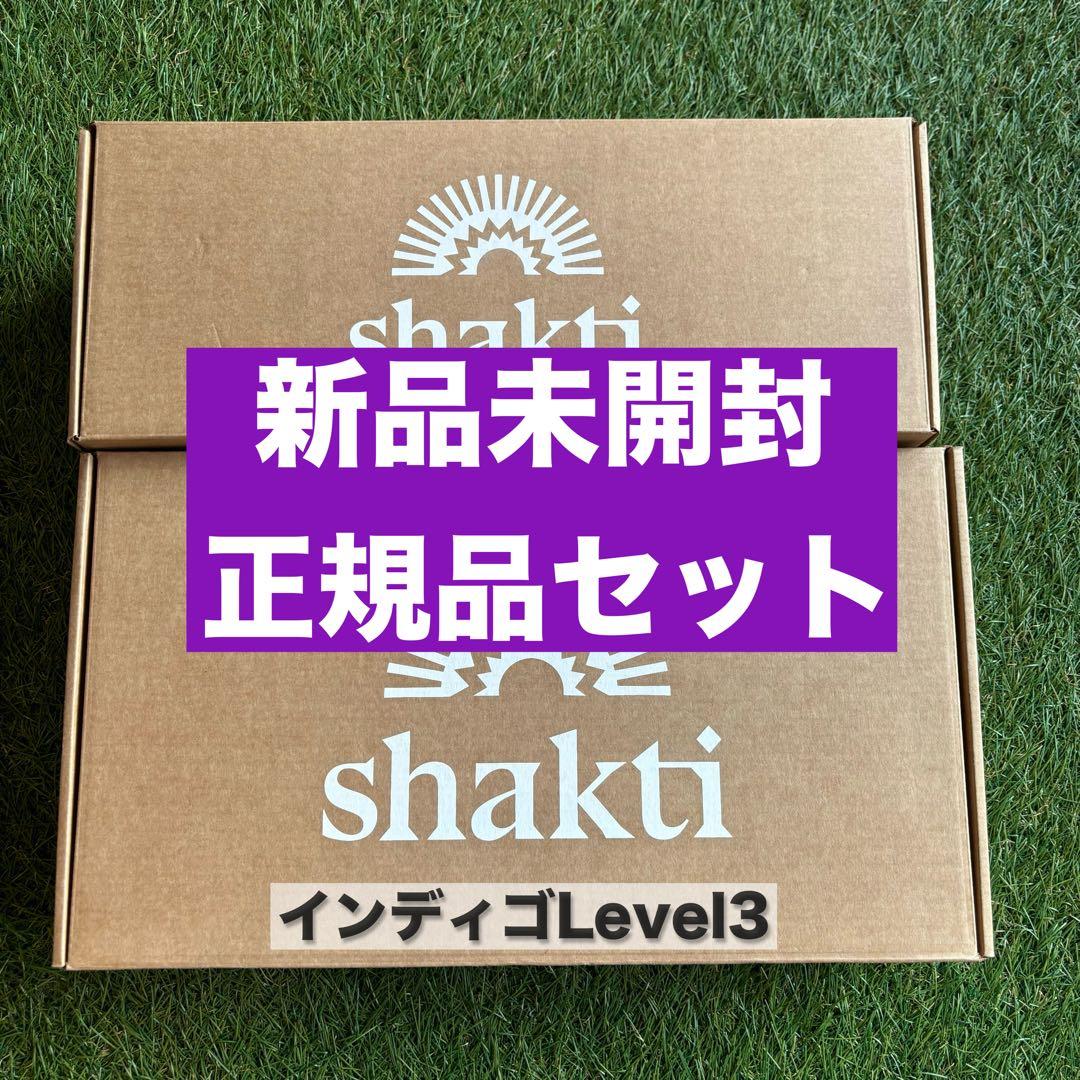 shakti
新品未開封
正規品セット
shakti
インディゴLevel3